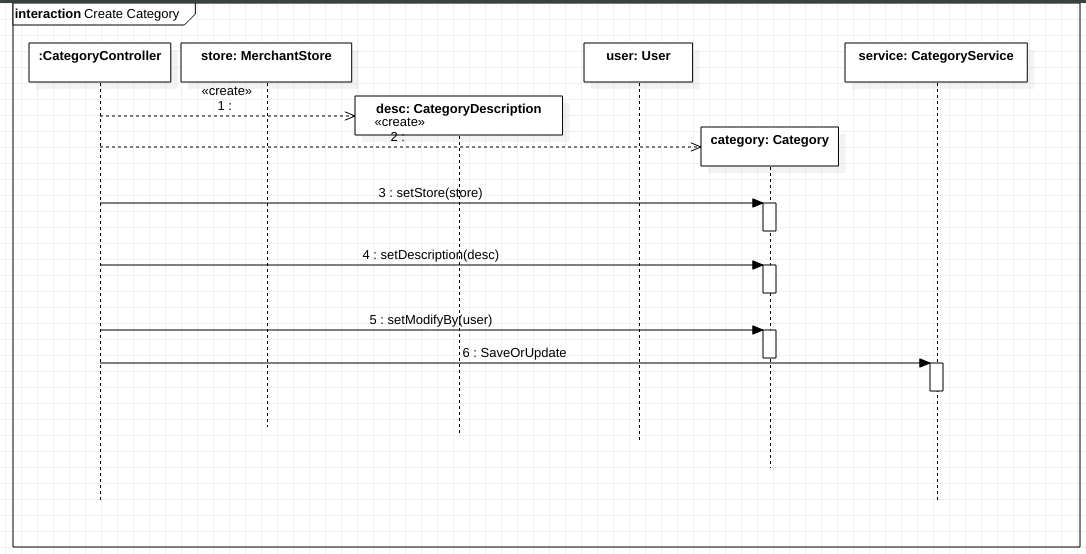 interaction Create Category
:CategoryController
store: MerchantStore
user: User
service: CategoryService
«create»
1 :
desc: CategoryDescription
«create»
2 :
category: Category
3 : setStore(store)
4 : setDescription(desc)
5 : setModifyBy(user)
6 : SaveOrUpdate